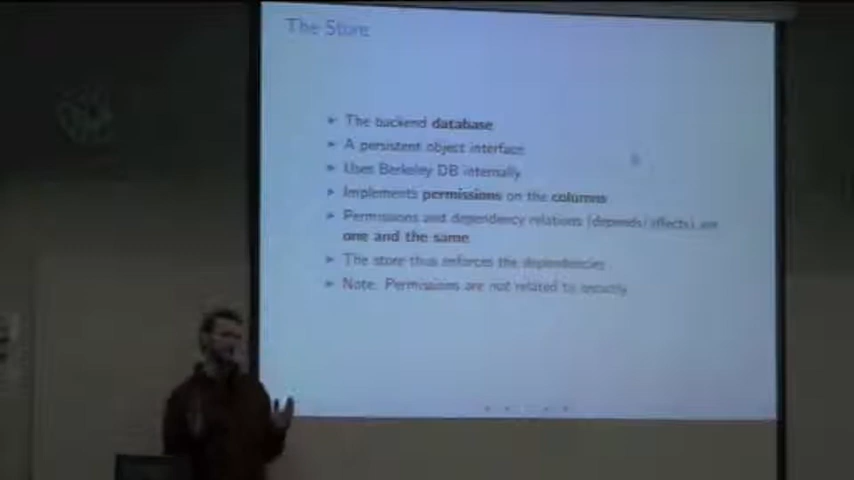 The Store
The backend database
A persistent object interface
Uses Berkeley DB internally
Implements permissions on the columns
Permissions and dependency relations (depends/effects) are
one and the same
The store thus reinforces the dependencies
Note: Permissions are not related to security